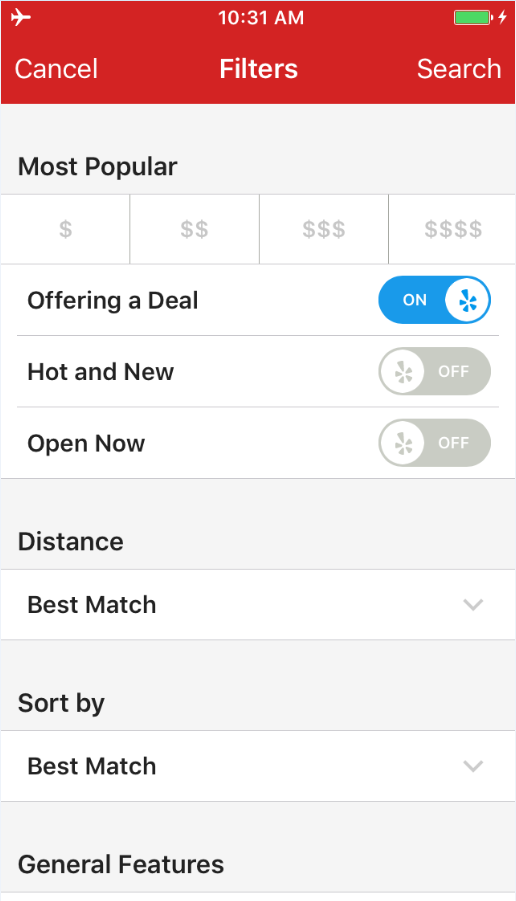 10:31 AM
Cancel Filters Search
Most Popular
$ $$ $$$ $$$$
Offering a Deal ON
Hot and New OFF
Open Now OFF
Distance
Best Match
Sort by
Best Match
General Features